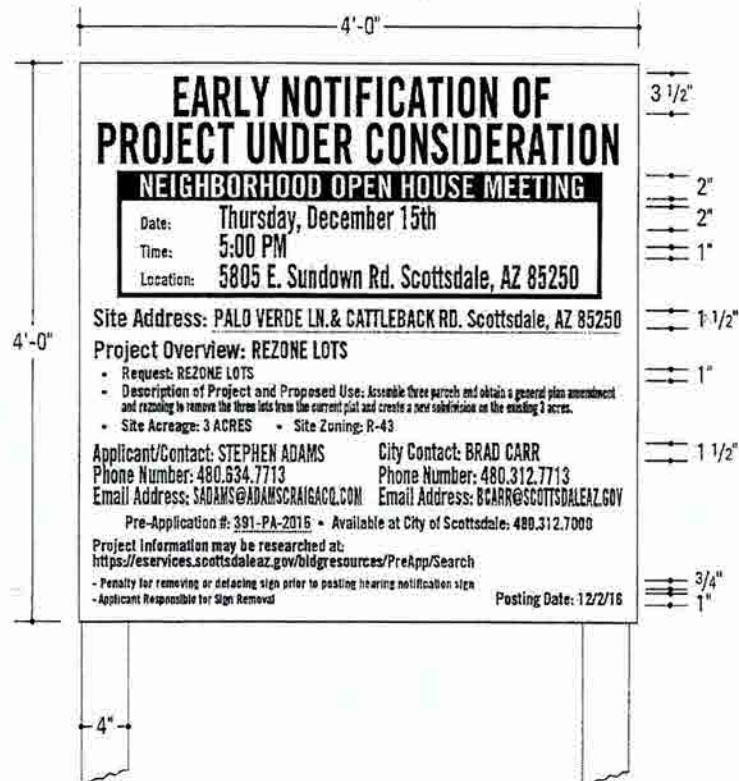 4'-0"
EARLY NOTIFICATION OF
PROJECT UNDER CONSIDERATION
NEIGHBORHOOD OPEN HOUSE MEETING
Date: Thursday, December 15th
Time: 5:00 PM
Location: 5805 E. Sundown Rd. Scottsdale, AZ 85250
Site Address: PALO VERDE LN.& CATTLEBACK RD. Scottsdale, AZ 85250
Project Overview: REZONE LOTS
• Request: REZONE LOTS
• Description of Project and Proposed Use: Assemble three parcels and obtain a general plan amendment
and rezoning to remove the three lots from the current plat and create a new subdivision on the existing 3 acres.
• Site Acreage: 3 ACRES • Site Zoning: R-43
Applicant/Contact: STEPHEN ADAMS City Contact: BRAD CARR
Phone Number: 480.634.7713 Phone Number: 480.312.7713
Email Address: SADAMS@ADAMSCRAIGACQ.COM Email Address: BCARR@SCOTTSDALEAZ.GOV
Pre-Application #: 391-PA-2016 • Available at City of Scottsdale: 480.312.7000
Project information may be researched at:
https://eservices.scottsdaleaz.gov/bldgresources/PreApp/Search
- Penalty for removing or defacing sign prior to posting hearing notification sign
- Applicant Responsible for Sign Removal Posting Date: 12/2/16
4'-0"
3 1/2"
2"
2"
1"
1 1/2"
1"
1 1/2"
3/4"
1"
4"